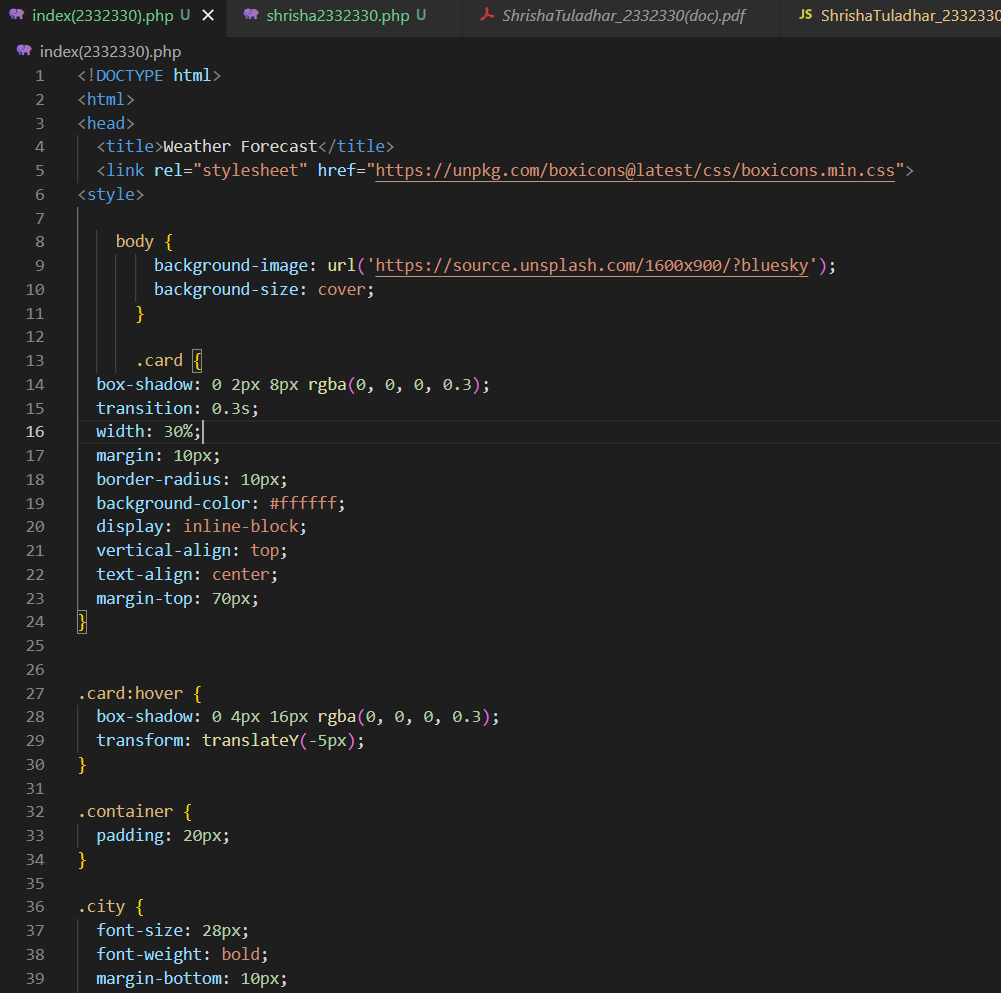 index(2332330).php U × shrisha2332330.php U ShrishaTuladhar_2332330(doc).pdf JS ShrishaTuladhar_2332330
index(2332330).php
1 <!DOCTYPE html>
2 <html>
3 <head>
4 <title>Weather Forecast</title>
5 <link rel="stylesheet" href="https://unpkg.com/boxicons@latest/css/boxicons.min.css">
6 <style>
7
8 body {
9 background-image: url('https://source.unsplash.com/1600x900/?bluesky');
10 background-size: cover;
11 }
12
13 .card {
14 box-shadow: 0 2px 8px rgba(0, 0, 0, 0.3);
15 transition: 0.3s;
16 width: 30%;
17 margin: 10px;
18 border-radius: 10px;
19 background-color: #ffffff;
20 display: inline-block;
21 vertical-align: top;
22 text-align: center;
23 margin-top: 70px;
24 }
25
26
27 .card:hover {
28 box-shadow: 0 4px 16px rgba(0, 0, 0, 0.3);
29 transform: translateY(-5px);
30 }
31
32 .container {
33 padding: 20px;
34 }
35
36 .city {
37 font-size: 28px;
38 font-weight: bold;
39 margin-bottom: 10px;